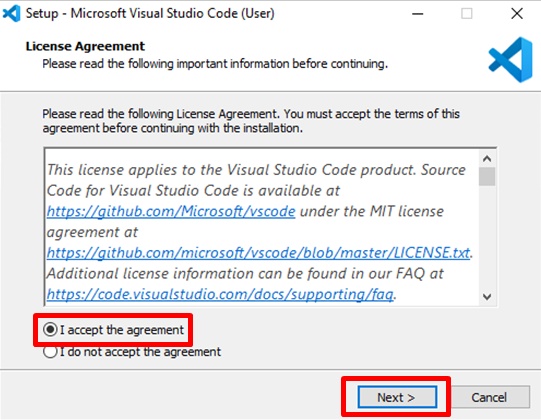 Setup - Microsoft Visual Studio Code (User)
License Agreement
Please read the following important information before continuing.
Please read the following License Agreement. You must accept the terms of this
agreement before continuing with the installation.
This license applies to the Visual Studio Code product. Source
Code for Visual Studio Code is available at
https://github.com/Microsoft/vscode under the MIT license
agreement at
https://github.com/microsoft/vscode/blob/master/LICENSE.txt.
Additional license information can be found in our FAQ at
https://code.visualstudio.com/docs/supporting/faq.
I accept the agreement
I do not accept the agreement
Next >
Cancel